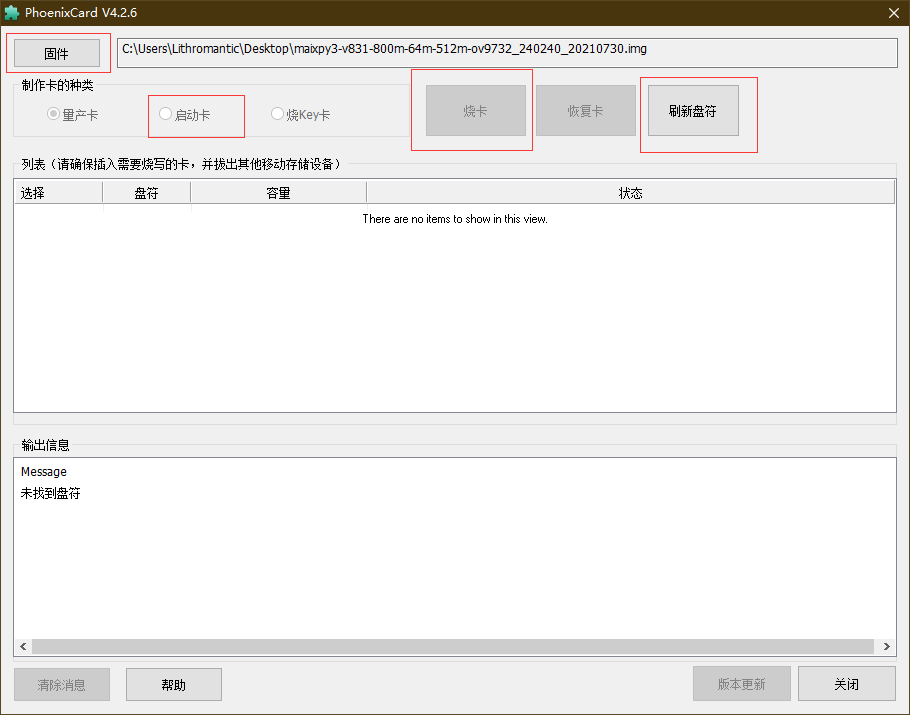 PhoenixCard V4.2.6
固件
C:\Users\Lithromantic\Desktop\maixpy3-v831-800m-64m-512m-ov9732_240240_20210730.img
制作卡的种类
量产卡 启动卡 烧Key卡
烧卡 恢复卡 刷新盘符
列表（请确保插入需要烧写的卡，并拔出其他移动存储设备）
选择 盘符 容量 状态
There are no items to show in this view.
输出信息
Message
未找到盘符
清除消息 帮助 版本更新 关闭